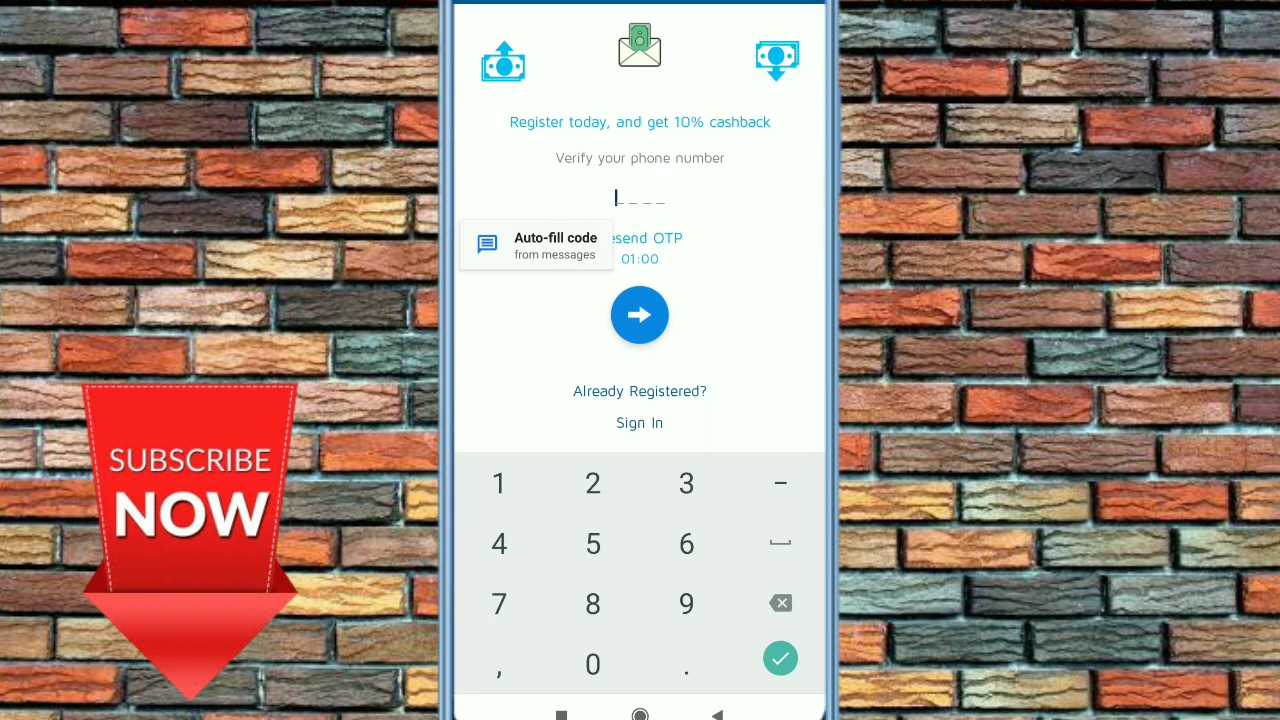 Register today, and get 10% cashback
Verify your phone number
Auto-fill code
from messages
esend OTP
01:00
Already Registered?
Sign In
SUBSCRIBE
NOW
1 2 3 -
4 5 6
7 8 9
, 0 .